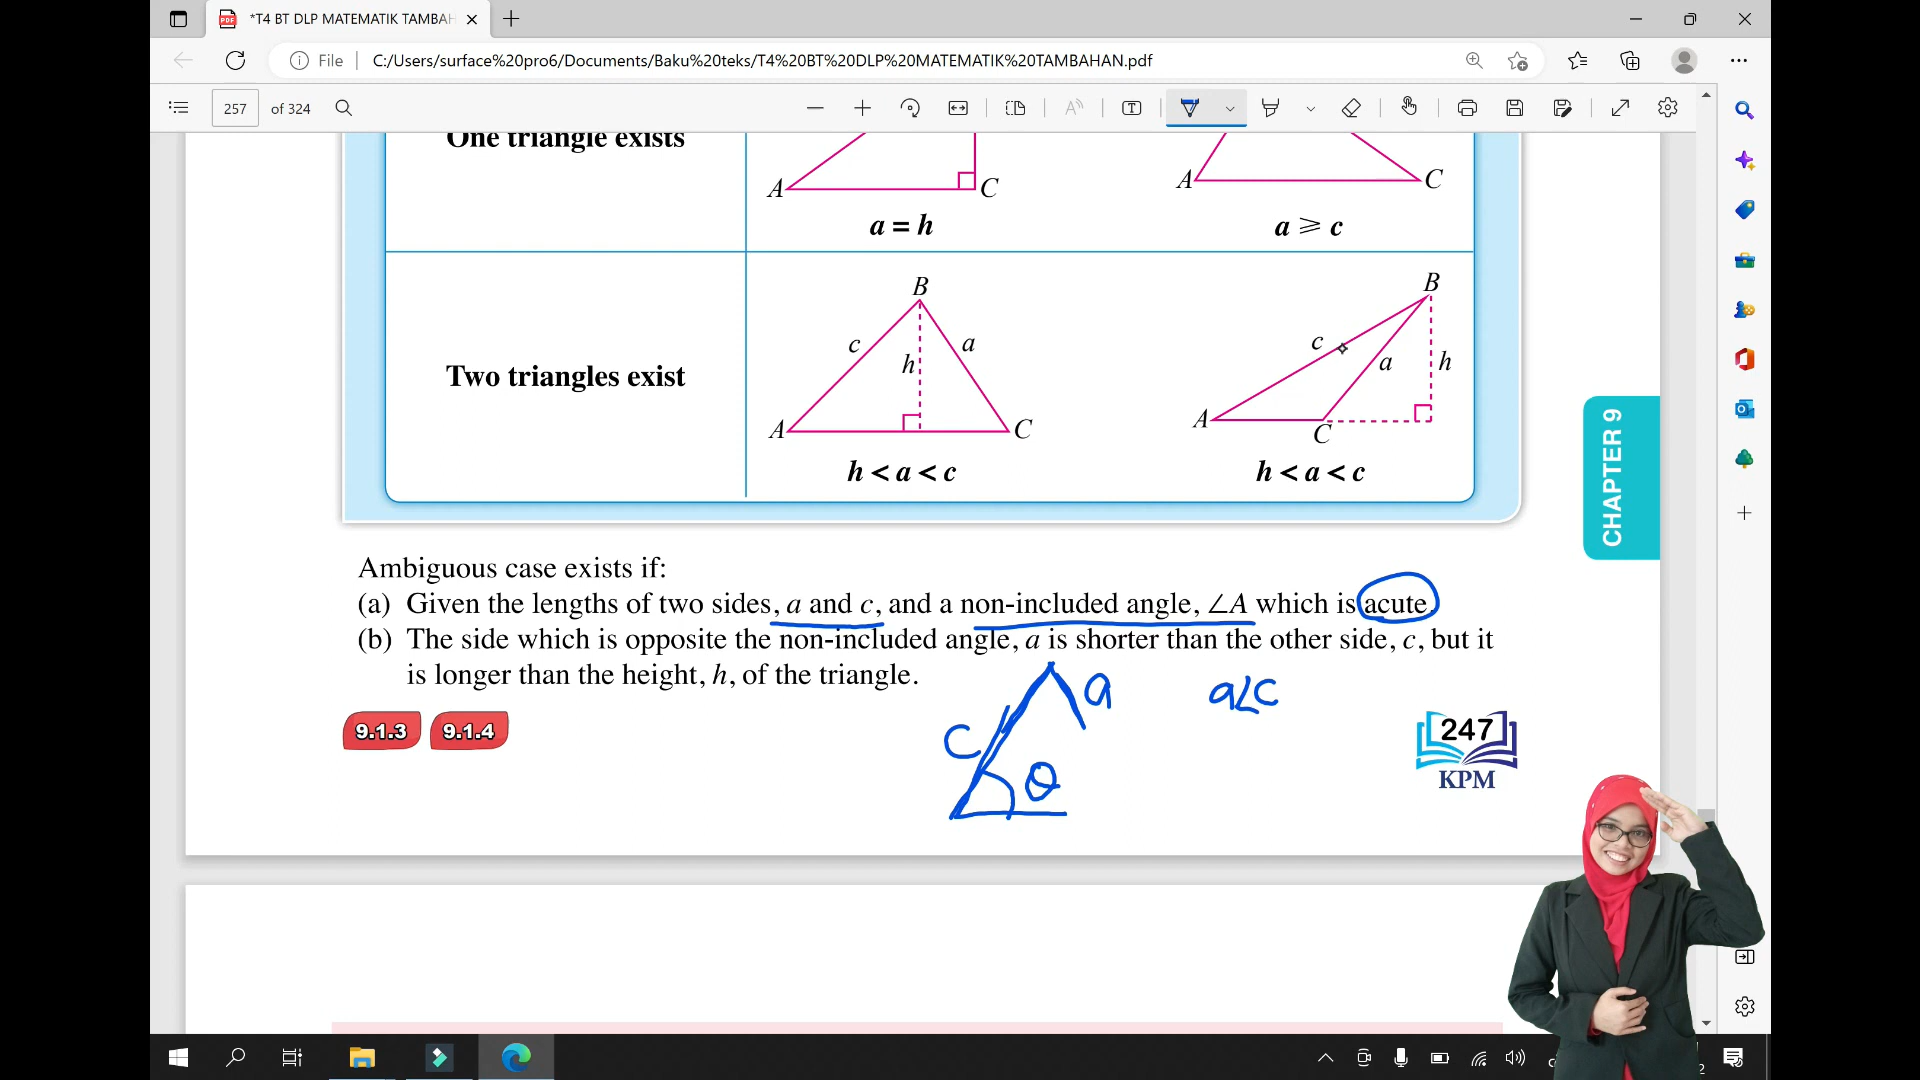 *T4 BT DLP MATEMATIK TAMBAH
File
C:/Users/surface%20pro6/Documents/Baku%20teks/T4%20BT%20DLP%20MATEMATIK%20TAMBAHAN.pdf
257 of 324
One triangle exists
A C
a = h
A C
a ⩾ c
Two triangles exist
B
c a
h
A C
h < a < c
B
c
a h
A
C
h < a < c
CHAPTER 9
Ambiguous case exists if:
(a) Given the lengths of two sides, a and c, and a non-included angle, ∠A which is acute.
(b) The side which is opposite the non-included angle, a is shorter than the other side, c, but it
is longer than the height, h, of the triangle.
a a<c
c
θ
9.1.3 9.1.4
247
KPM